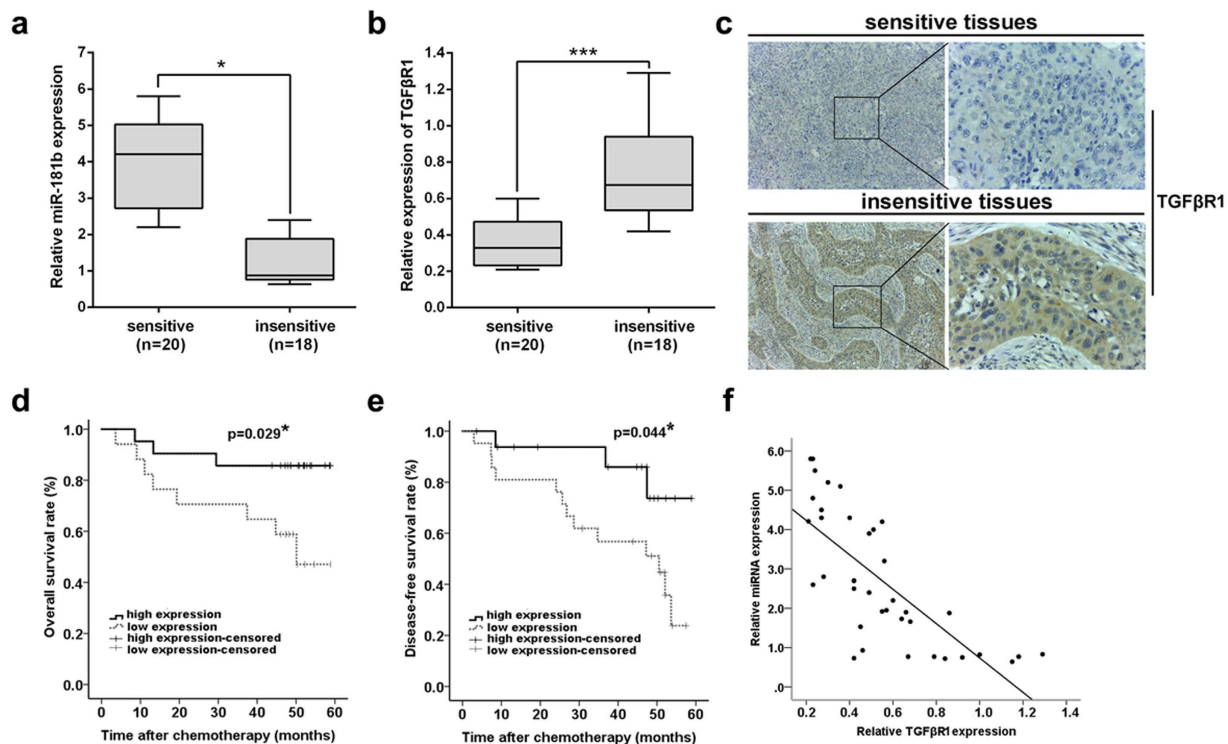 a
Relative miR-181b expression
7
6
5
4
3
2
1
0
*
sensitive
(n=20)
insensitive
(n=18)
b
Relative expression of TGFβR1
1.4
1.2
1.0
0.8
0.6
0.4
0.2
0.0
***
sensitive
(n=20)
insensitive
(n=18)
c
sensitive tissues
insensitive tissues
TGFβR1
d
Overall survival rate (%)
1.0
0.8
0.6
0.4
0.2
0.0
p=0.029*
high expression
low expression
high expression-censored
low expression-censored
0 10 20 30 40 50 60
Time after chemotherapy (months)
e
Disease-free survival rate (%)
1.0
0.8
0.6
0.4
0.2
0.0
p=0.044*
high expression
low expression
high expression-censored
low expression-censored
0 10 20 30 40 50 60
Time after chemotherapy (months)
f
Relative miRNA expression
6.0
5.0
4.0
3.0
2.0
1.0
.0
0.2 0.4 0.6 0.8 1.0 1.2 1.4
Relative TGFβR1 expression